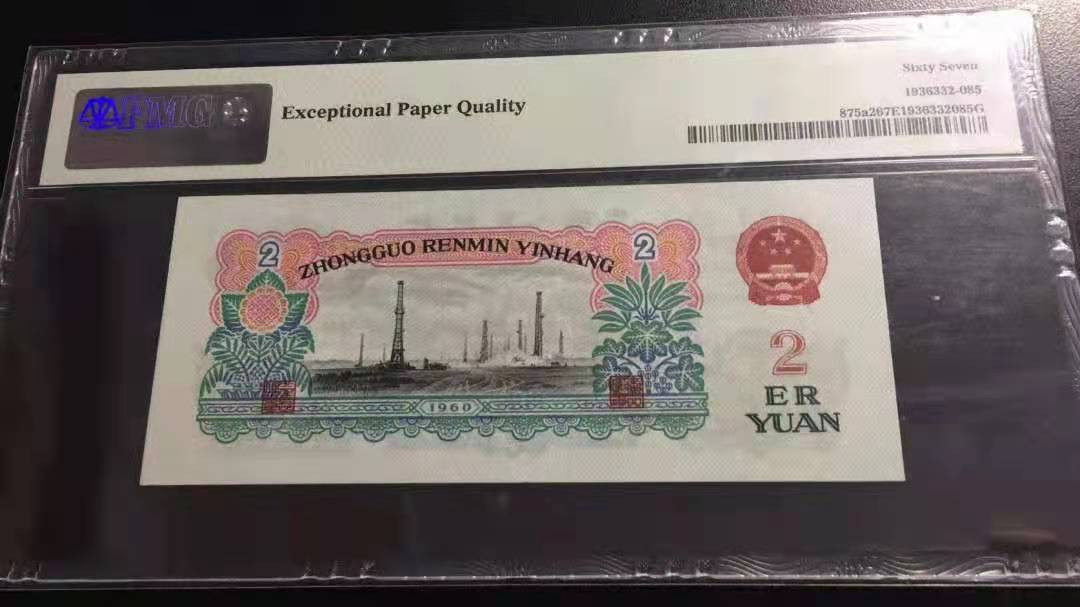 PMG
Exceptional Paper Quality
Sixty Seven
1936332-085
875a267E1936332085G
2
ZHONGGUO RENMIN YINHANG
2
1960
2
ER
YUAN